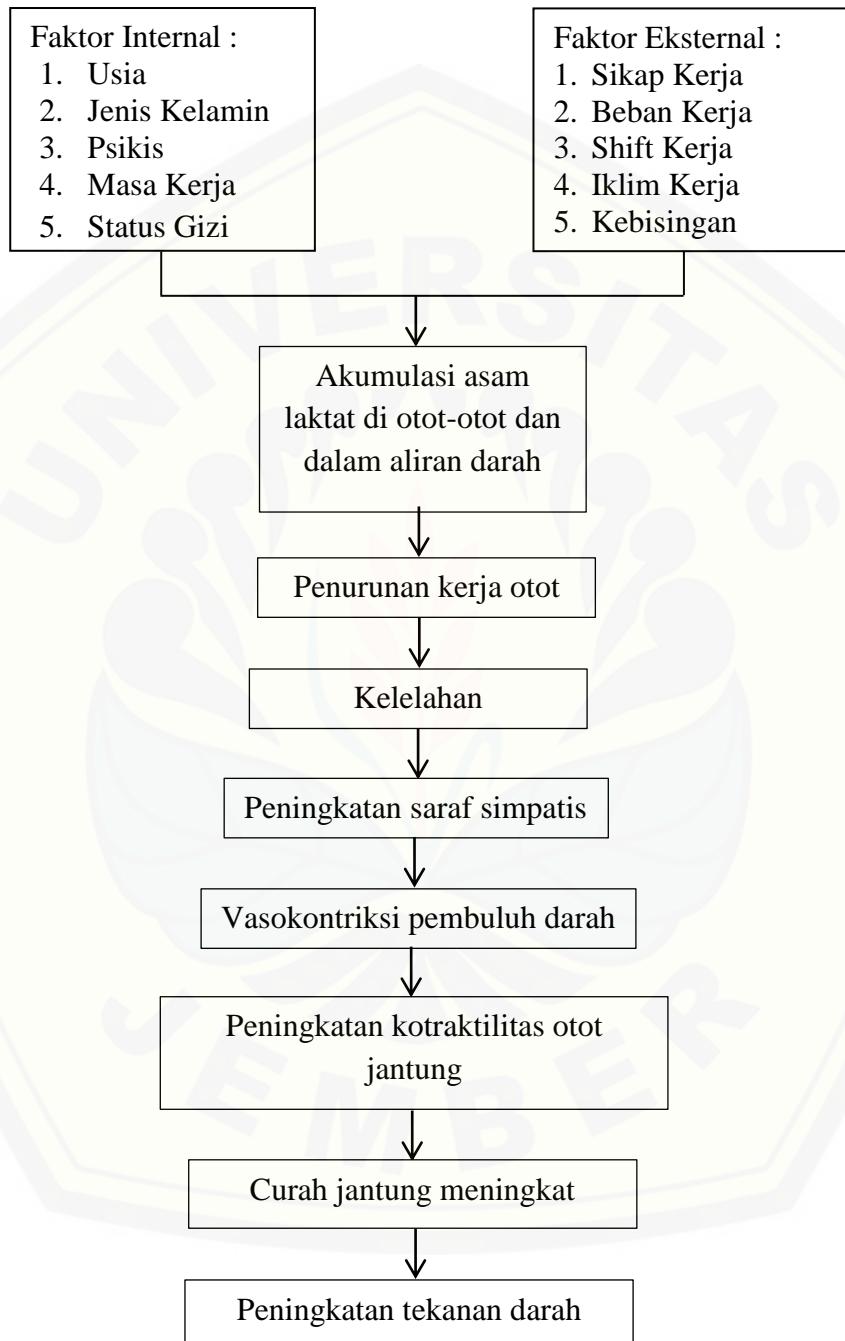 Faktor Internal :
1. Usia
2. Jenis Kelamin
3. Psikis
4. Masa Kerja
5. Status Gizi
Faktor Eksternal :
1. Sikap Kerja
2. Beban Kerja
3. Shift Kerja
4. Iklim Kerja
5. Kebisingan
Akumulasi asam
laktat di otot-otot dan
dalam aliran darah
Penurunan kerja otot
Kelelahan
Peningkatan saraf simpatis
Vasokontriksi pembuluh darah
Peningkatan kotraktilitas otot
jantung
Curah jantung meningkat
Peningkatan tekanan darah
UNIVERSITAS
JEMBER